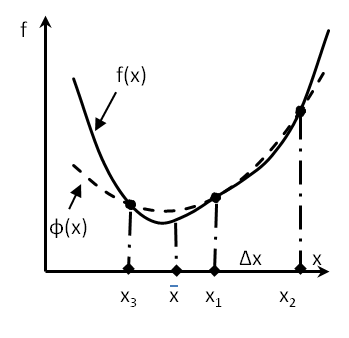 f
f(x)
ϕ(x)
Δx x
x₃ x̄ x₁ x₂